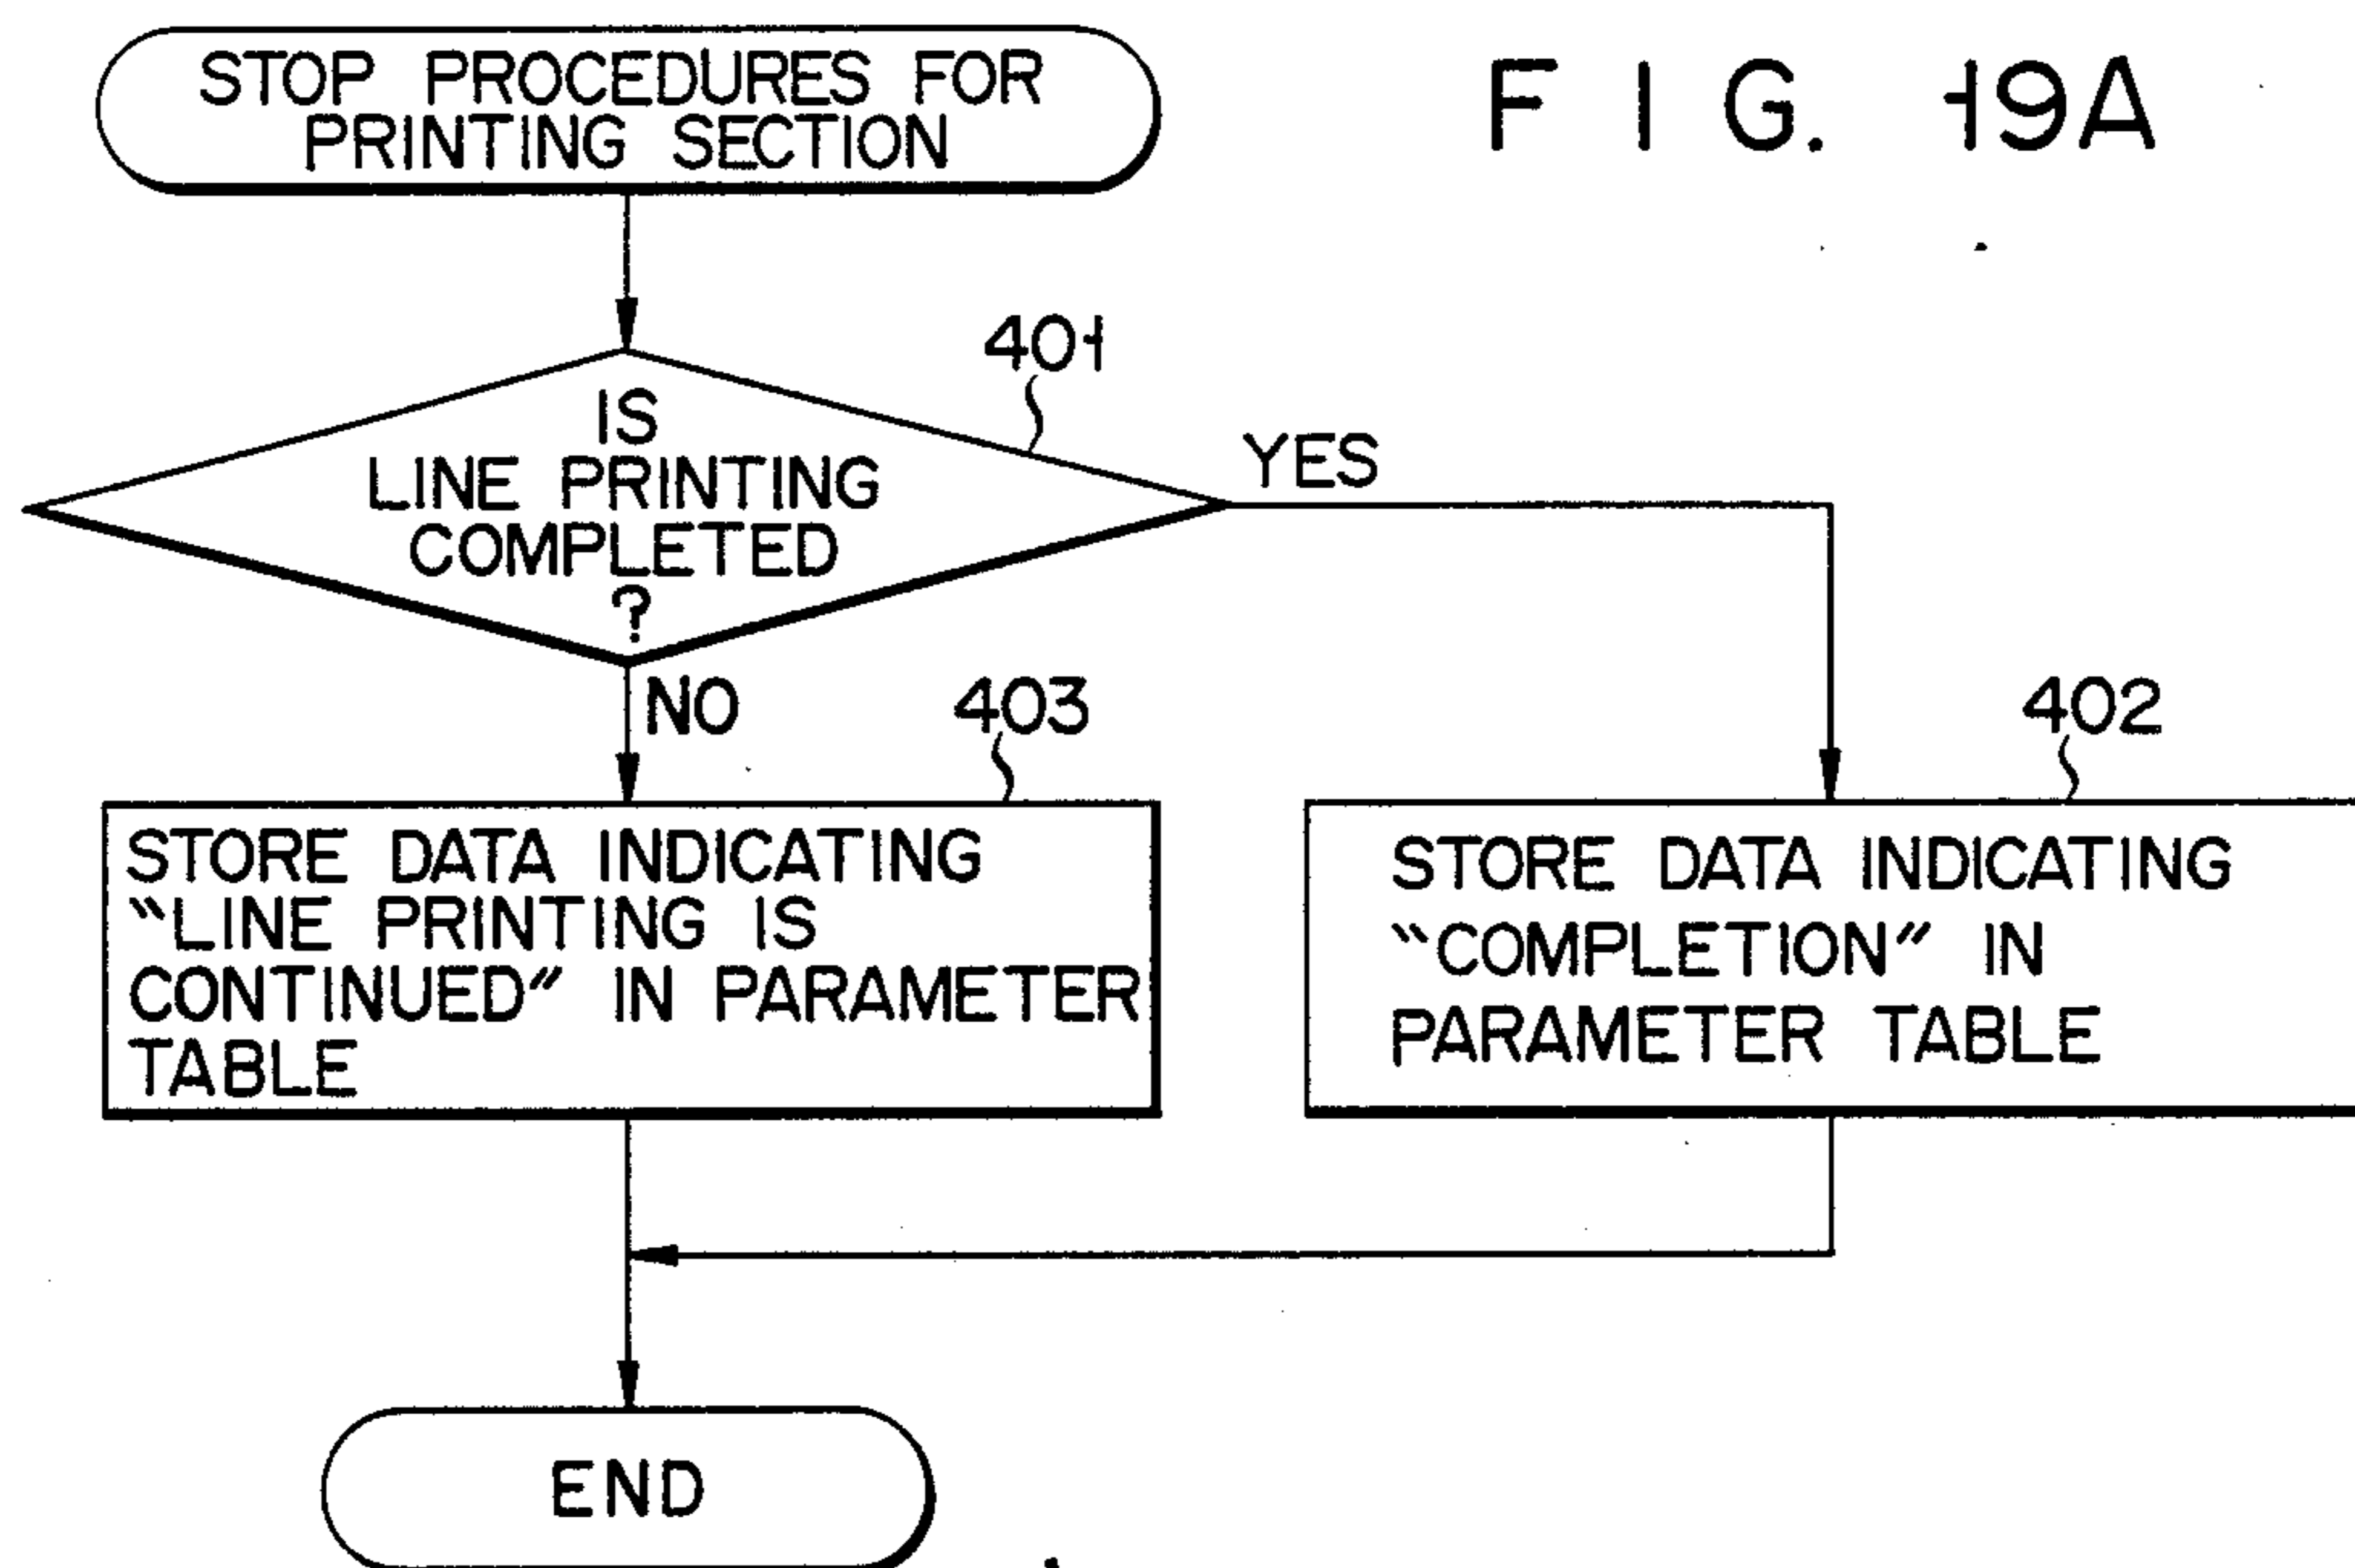 FIG. 19A
STOP PROCEDURES FOR
PRINTING SECTION
401
IS
LINE PRINTING
COMPLETED
?
YES
NO
403
402
STORE DATA INDICATING
"LINE PRINTING IS
CONTINUED" IN PARAMETER
TABLE
STORE DATA INDICATING
"COMPLETION" IN
PARAMETER TABLE
END